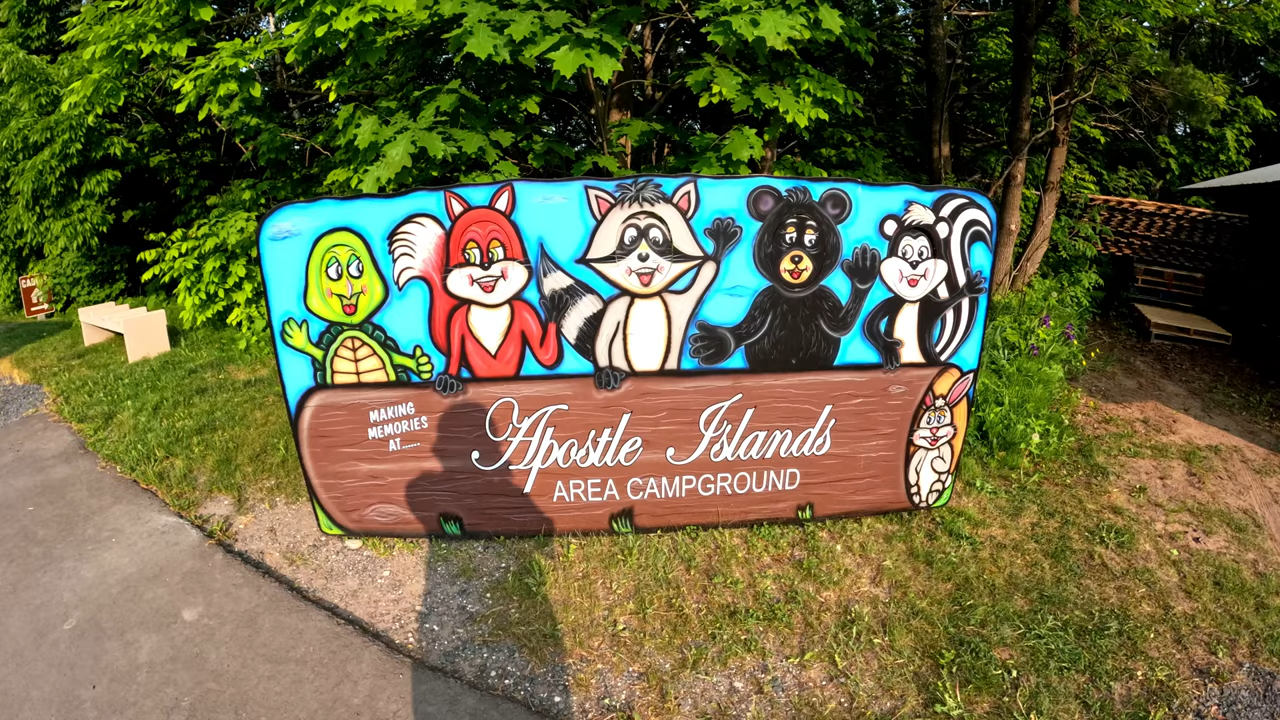 MAKING
MEMORIES
AT......
Apostle Islands
AREA CAMPGROUND